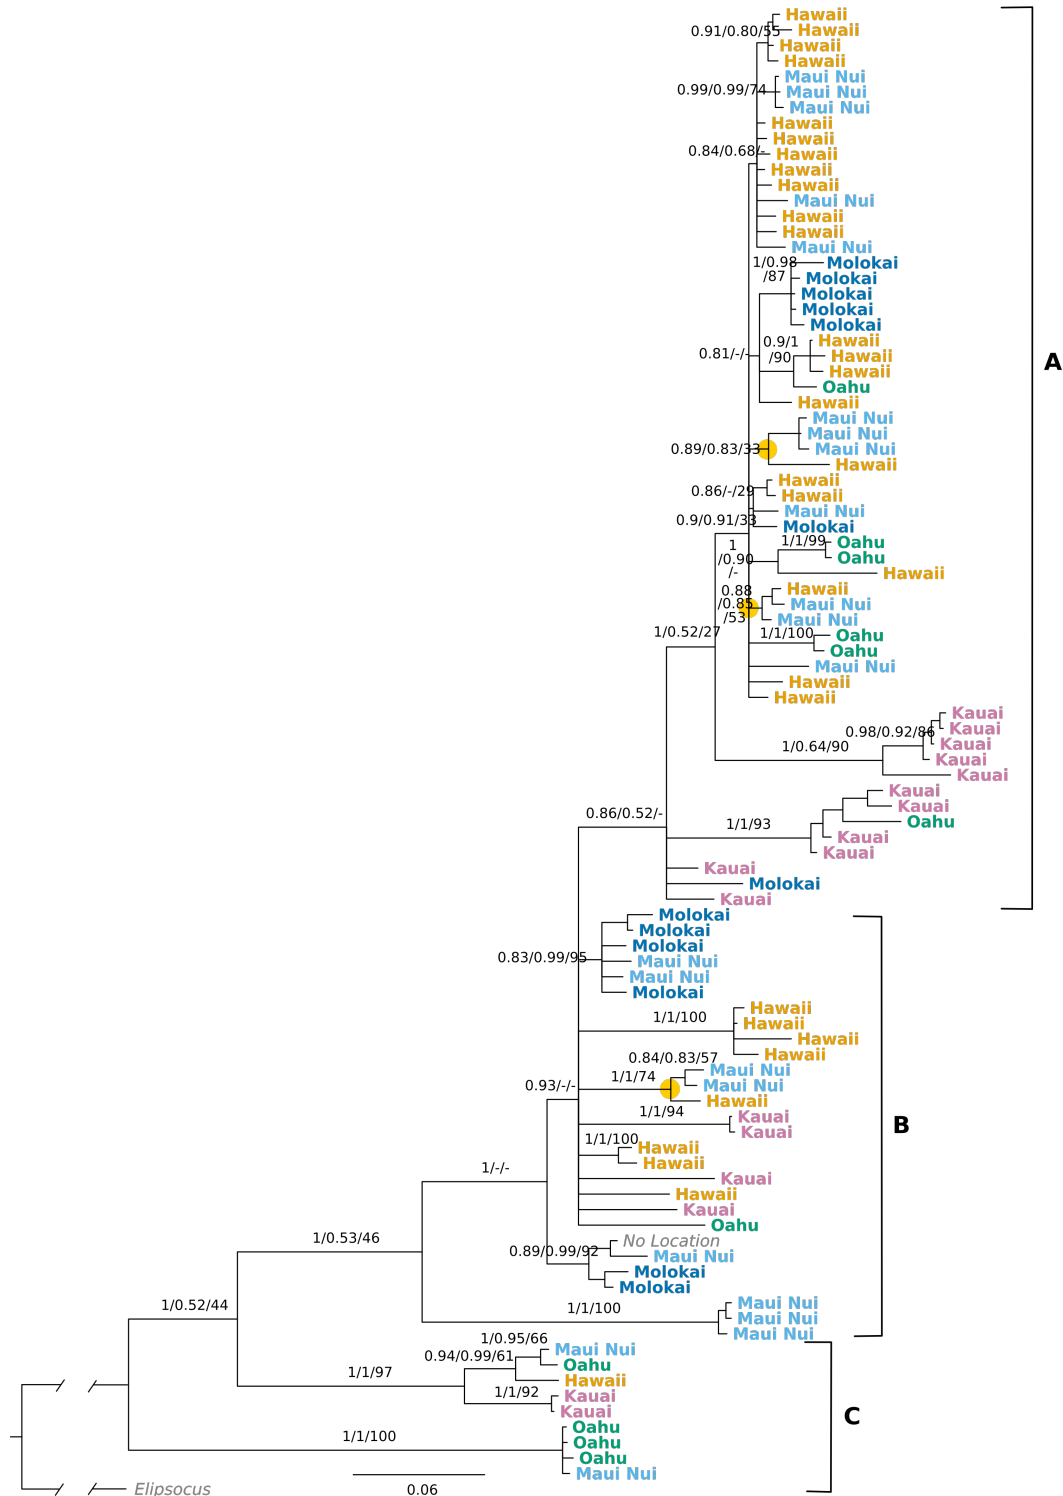 Hawaii
0.91/0.80/55
Hawaii
Hawaii
Hawaii
Maui Nui
0.99/0.99/74
Maui Nui
Maui Nui
Hawaii
Hawaii
0.84/0.68/-
Hawaii
Hawaii
Hawaii
Maui Nui
Hawaii
Hawaii
Maui Nui
1/0.98
/87
Molokai
Molokai
Molokai
Molokai
Molokai
0.9/1
/90
Hawaii
0.81/-/-
Hawaii
A
Hawaii
Oahu
Hawaii
Maui Nui
Maui Nui
0.89/0.83/33
Maui Nui
Hawaii
Hawaii
0.86/-/29
Hawaii
Maui Nui
0.9/0.91/33
Molokai
1/1/99
Oahu
1
/0.90
/-
Oahu
Hawaii
0.88
/0.85
/53
Hawaii
Maui Nui
Maui Nui
1/0.52/27
1/1/100
Oahu
Oahu
Maui Nui
Hawaii
Hawaii
Kauai
0.98/0.92/86
Kauai
1/0.64/90
Kauai
Kauai
Kauai
Kauai
0.86/0.52/-
Kauai
1/1/93
Oahu
Kauai
Kauai
Kauai
Molokai
Kauai
Molokai
Molokai
Molokai
0.83/0.99/95
Maui Nui
Maui Nui
Molokai
Hawaii
1/1/100
Hawaii
Hawaii
Hawaii
0.84/0.83/57
Maui Nui
0.93/-/-
1/1/74
Maui Nui
Hawaii
1/1/94
Kauai
B
Kauai
1/1/100
Hawaii
Hawaii
1/-/-
Kauai
Hawaii
Kauai
Oahu
1/0.53/46
No Location
0.89/0.99/92
Maui Nui
Molokai
Molokai
1/0.52/44
1/1/100
Maui Nui
Maui Nui
Maui Nui
1/0.95/66
Maui Nui
0.94/0.99/61
Oahu
1/1/97
Hawaii
1/1/92
Kauai
Kauai
C
Oahu
1/1/100
Oahu
Oahu
Maui Nui
Elipsocus
0.06